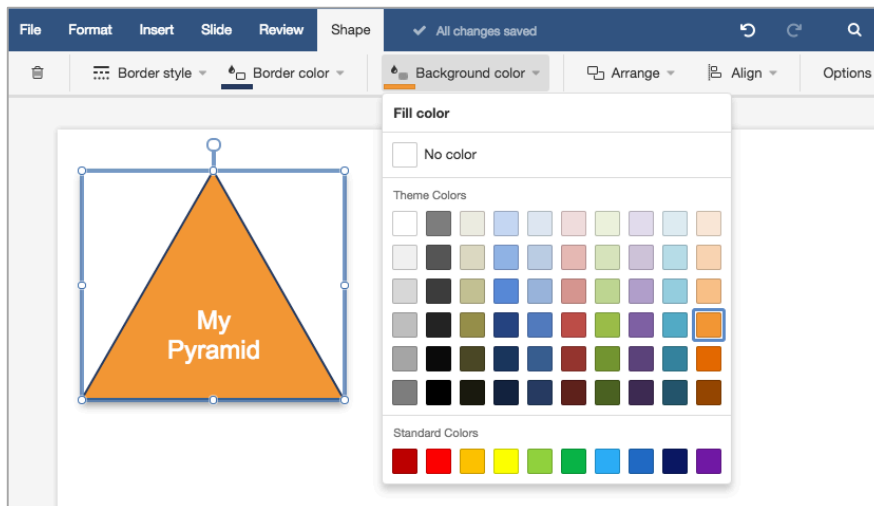 File Format Insert Slide Review Shape All changes saved
Border style Border color Background color Arrange Align Options
Fill color
No color
Theme Colors
My
Pyramid
Standard Colors